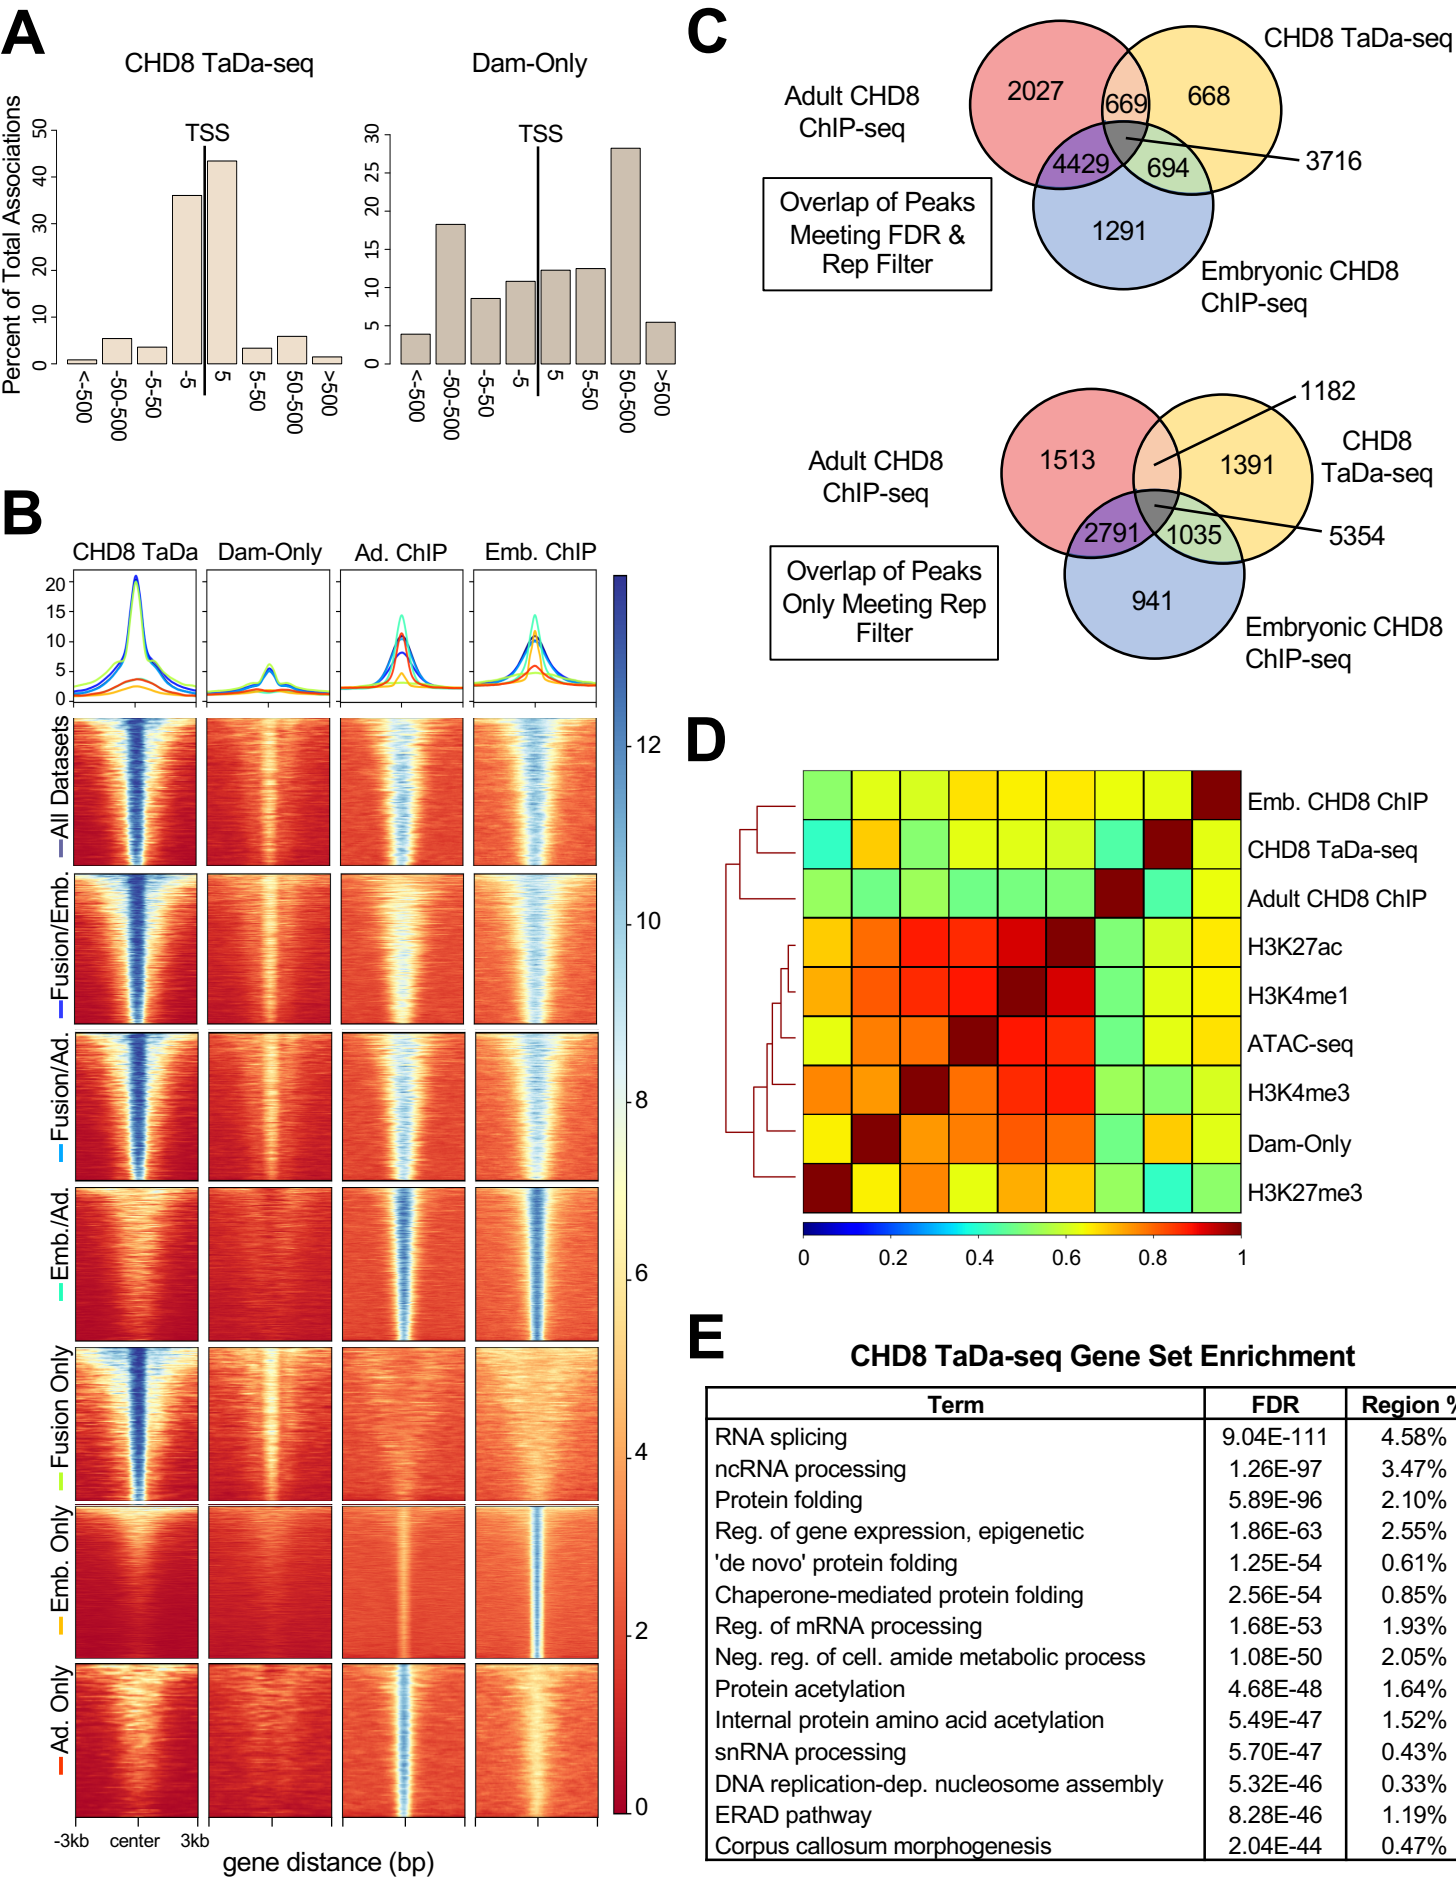 A
CHD8 TaDa-seq
Dam-Only
Percent of Total Associations
0
10
20
30
40
50
TSS
<-500
-50-500
-5-50
-5
5
5-50
50-500
>500
0
5
10
15
20
25
30
TSS
<-500
-50-500
-5-50
-5
5
5-50
50-500
>500
B
CHD8 TaDa
Dam-Only
Ad. ChIP
Emb. ChIP
20
15
10
5
0
All Datasets
Fusion/Emb.
Fusion/Ad.
Emb./Ad.
Fusion Only
Emb. Only
Ad. Only
12
10
8
6
4
2
0
-3kb
center
3kb
gene distance (bp)
C
CHD8 TaDa-seq
Adult CHD8
ChIP-seq
2027
669
668
4429
694
3716
1291
Overlap of Peaks
Meeting FDR &
Rep Filter
Embryonic CHD8
ChIP-seq
1182
Adult CHD8
ChIP-seq
1513
1391
CHD8
TaDa-seq
2791
1035
5354
941
Overlap of Peaks
Only Meeting Rep
Filter
Embryonic CHD8
ChIP-seq
D
Emb. CHD8 ChIP
CHD8 TaDa-seq
Adult CHD8 ChIP
H3K27ac
H3K4me1
ATAC-seq
H3K4me3
Dam-Only
H3K27me3
0
0.2
0.4
0.6
0.8
1
E
CHD8 TaDa-seq Gene Set Enrichment
Term FDR Region %
RNA splicing 9.04E-111 4.58%
ncRNA processing 1.26E-97 3.47%
Protein folding 5.89E-96 2.10%
Reg. of gene expression, epigenetic 1.86E-63 2.55%
'de novo' protein folding 1.25E-54 0.61%
Chaperone-mediated protein folding 2.56E-54 0.85%
Reg. of mRNA processing 1.68E-53 1.93%
Neg. reg. of cell. amide metabolic process 1.08E-50 2.05%
Protein acetylation 4.68E-48 1.64%
Internal protein amino acid acetylation 5.49E-47 1.52%
snRNA processing 5.70E-47 0.43%
DNA replication-dep. nucleosome assembly 5.32E-46 0.33%
ERAD pathway 8.28E-46 1.19%
Corpus callosum morphogenesis 2.04E-44 0.47%